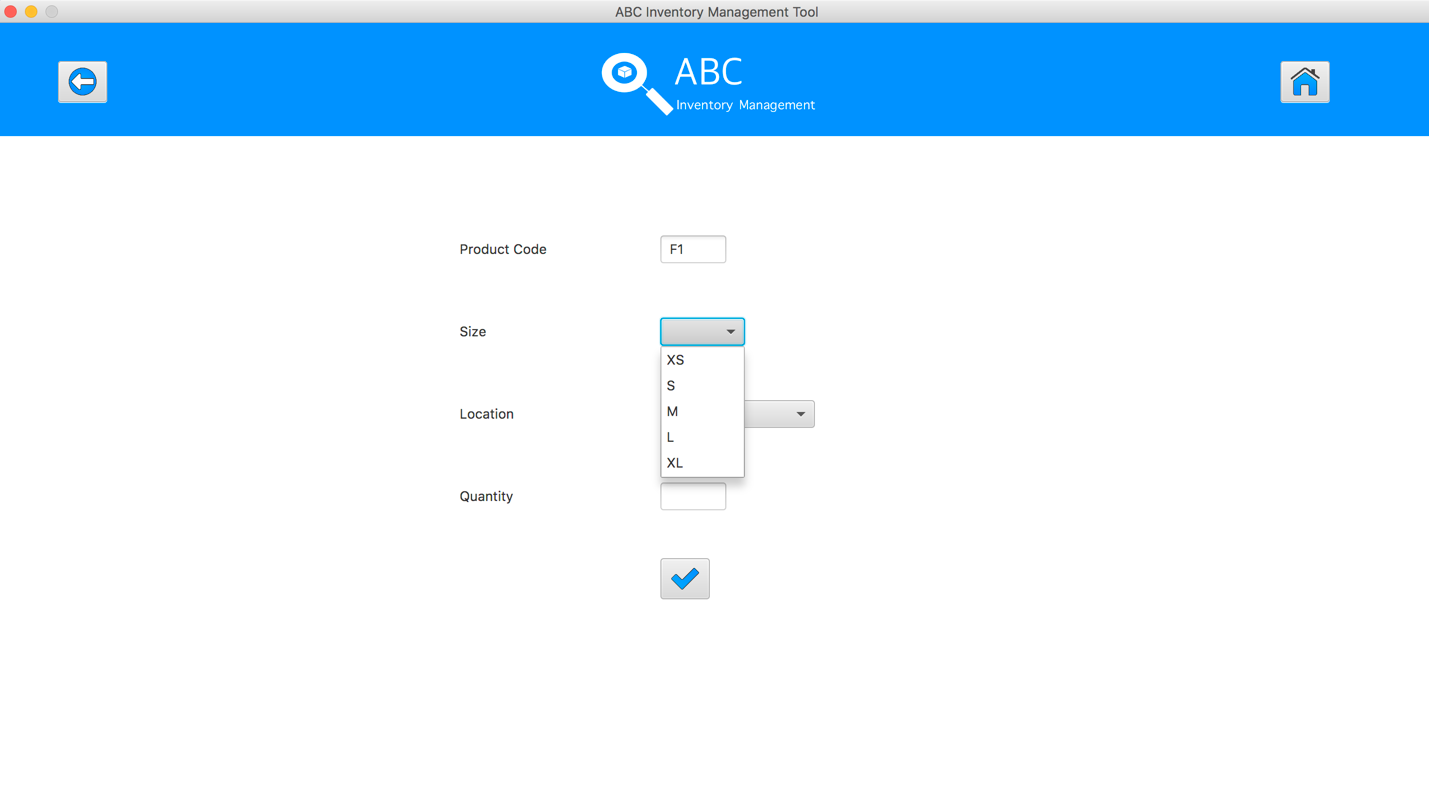 ABC Inventory Management Tool
ABC
Inventory Management
Product Code F1
Size
XS
S
M
Location
L
XL
Quantity